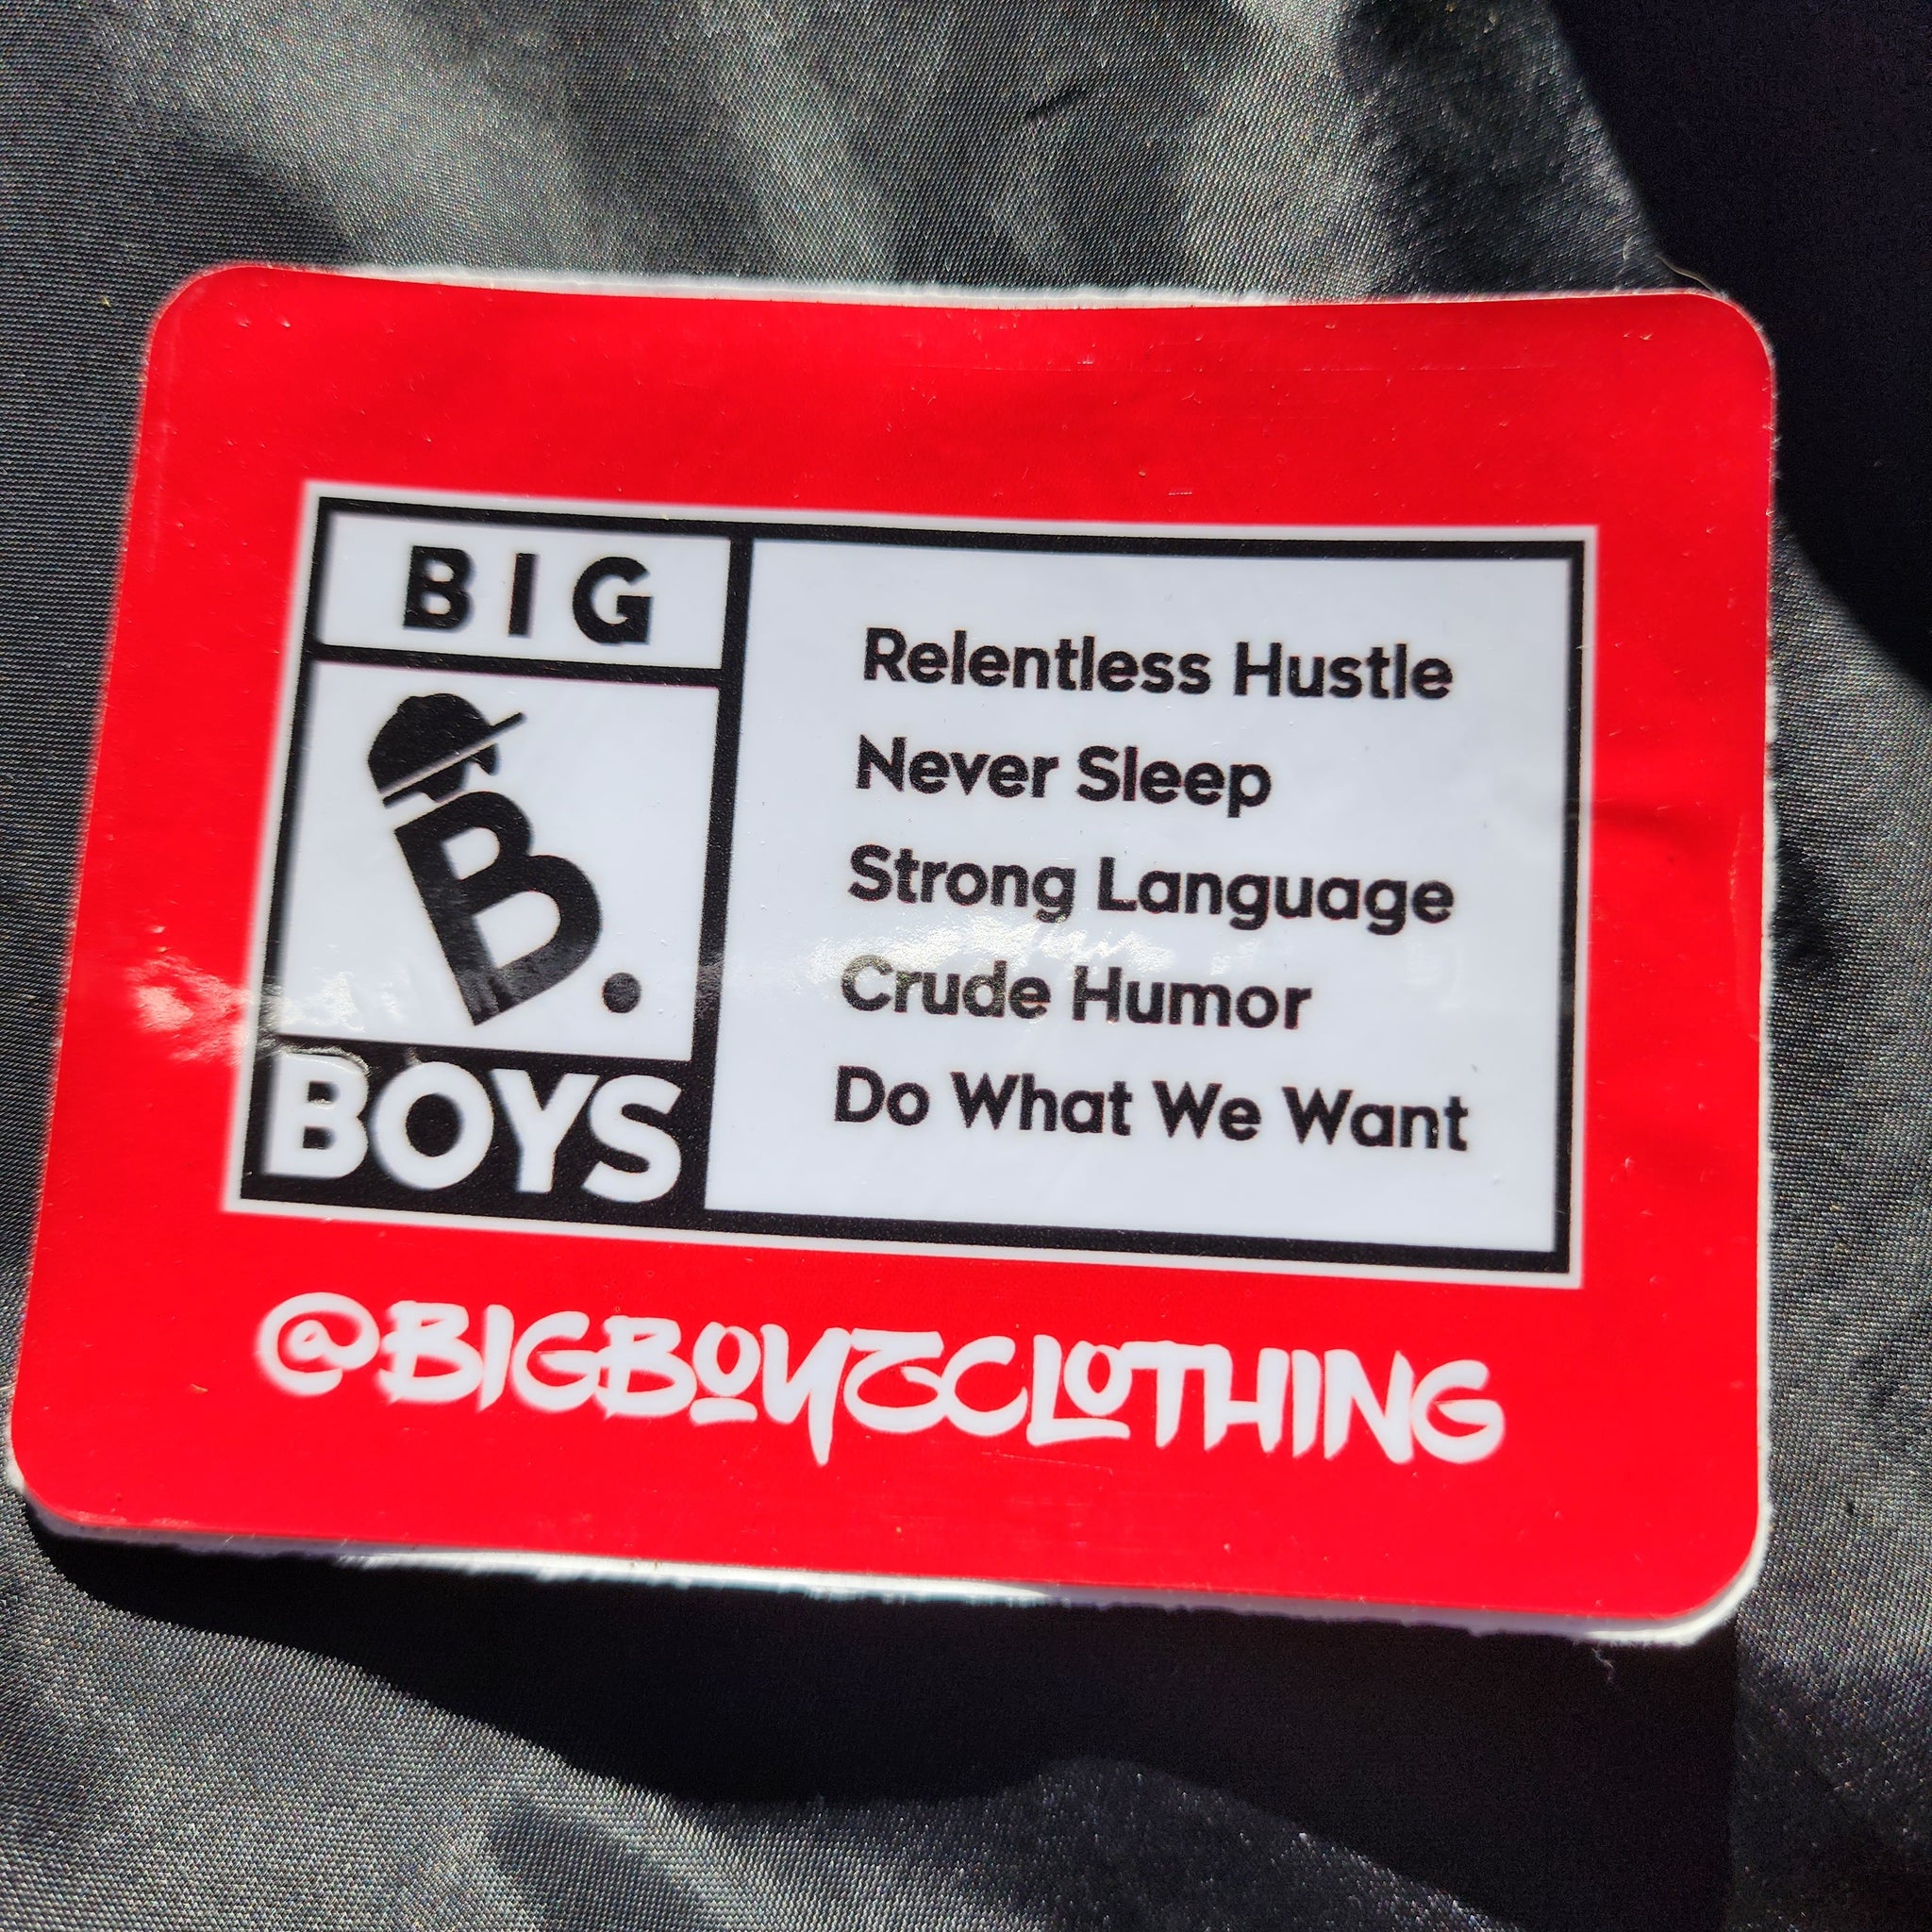 BIG
B.
BOYS
Relentless Hustle
Never Sleep
Strong Language
Crude Humor
Do What We Want
@BIGBOYZCLOTHING